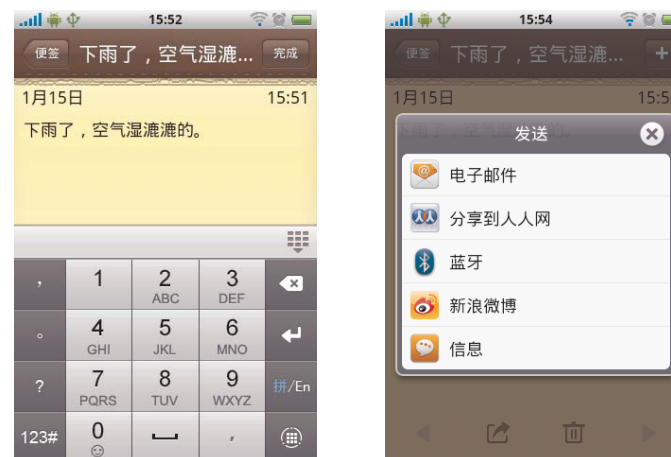 15:52
便签
下雨了，空气湿漉...
完成
1月15日
15:51
下雨了，空气湿漉漉的。
，
1
2
ABC
3
DEF
。
4
GHI
5
JKL
6
MNO
?
7
PQRS
8
TUV
9
WXYZ
拼/En
123#
0
，
15:54
便签
下雨了，空气湿漉...
+
1月15日
15:5
发送
电子邮件
分享到人人网
蓝牙
新浪微博
信息